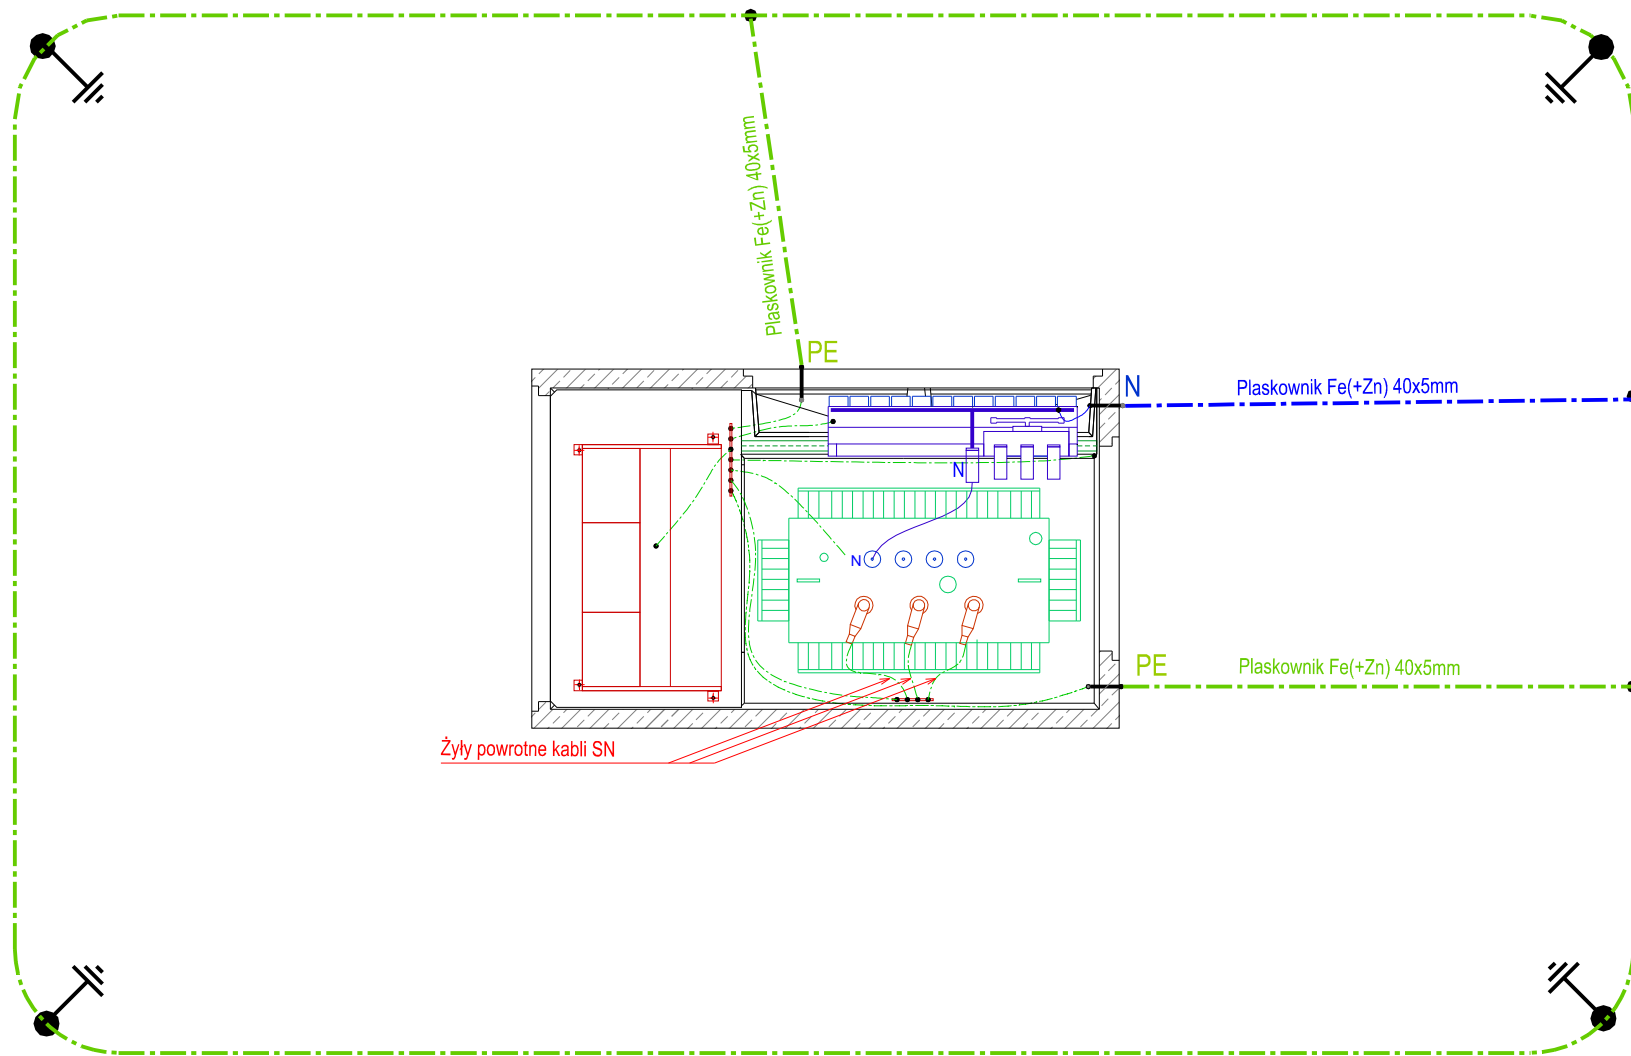 Plaskownik Fe(+Zn) 40x5mm
PE
N
Plaskownik Fe(+Zn) 40x5mm
N
N
PE
Plaskownik Fe(+Zn) 40x5mm
Żyły powrotne kabli SN